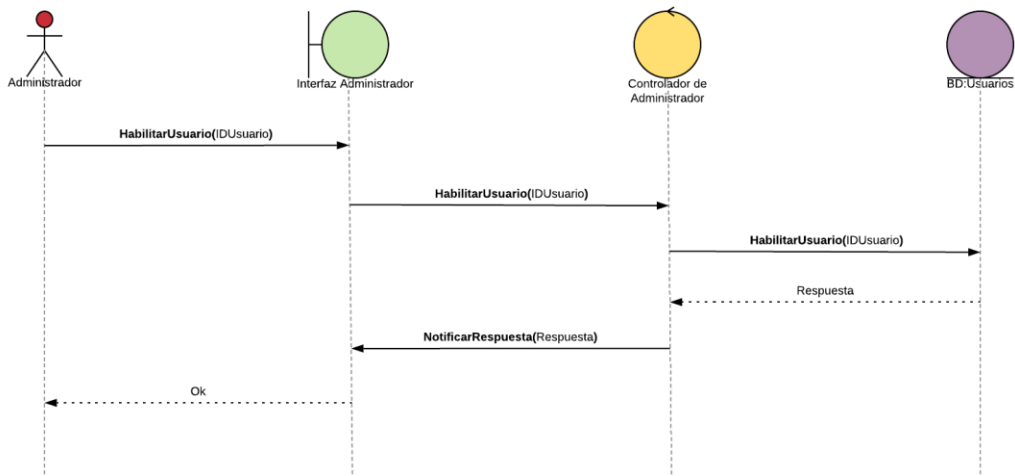 Administrador
Interfaz Administrador
Controlador de
Administrador
BD:Usuarios
HabilitarUsuario(IDUsuario)
HabilitarUsuario(IDUsuario)
HabilitarUsuario(IDUsuario)
Respuesta
NotificarRespuesta(Respuesta)
Ok